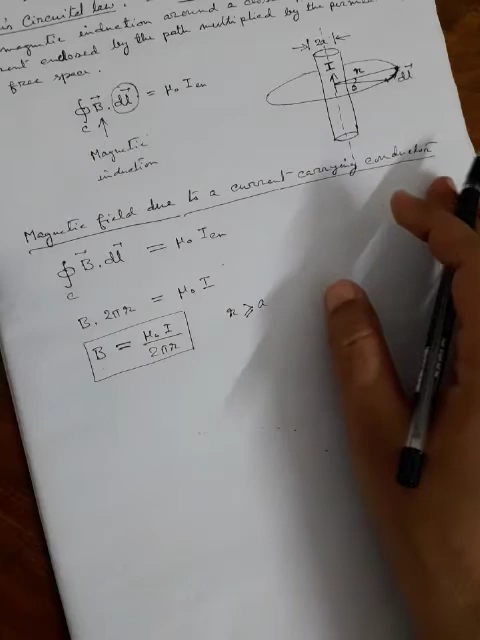 's Circuital law.
magnetic induction around a
ent enclosed by the path multiplied by the
free space.
∮c B⃗ . dl⃗ = μ₀ Ien
Magnetic
induction
I
r
dl⃗
Magnetic field due to a current carrying conductor
∮c B⃗ . dl⃗ = μ₀ Ien
B. 2πr = μ₀ I
r ⩾ a
B = μ₀ I / 2πr